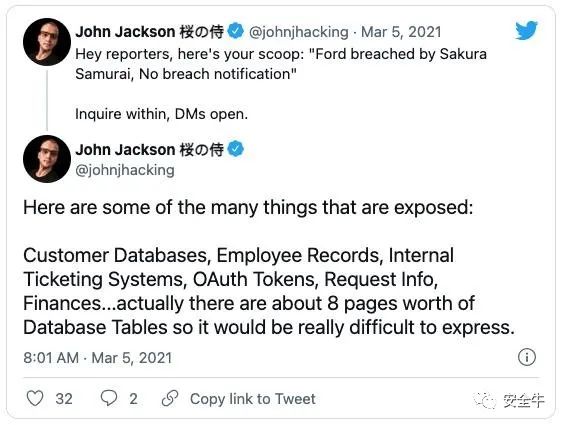 John Jackson 桜の侍 @johnjhacking · Mar 5, 2021
Hey reporters, here's your scoop: "Ford breached by Sakura
Samurai, No breach notification"
Inquire within, DMs open.
John Jackson 桜の侍
@johnjhacking
Here are some of the many things that are exposed:
Customer Databases, Employee Records, Internal
Ticketing Systems, OAuth Tokens, Request Info,
Finances...actually there are about 8 pages worth of
Database Tables so it would be really difficult to express.
8:01 AM · Mar 5, 2021
32 2 Copy link to Tweet
安全牛